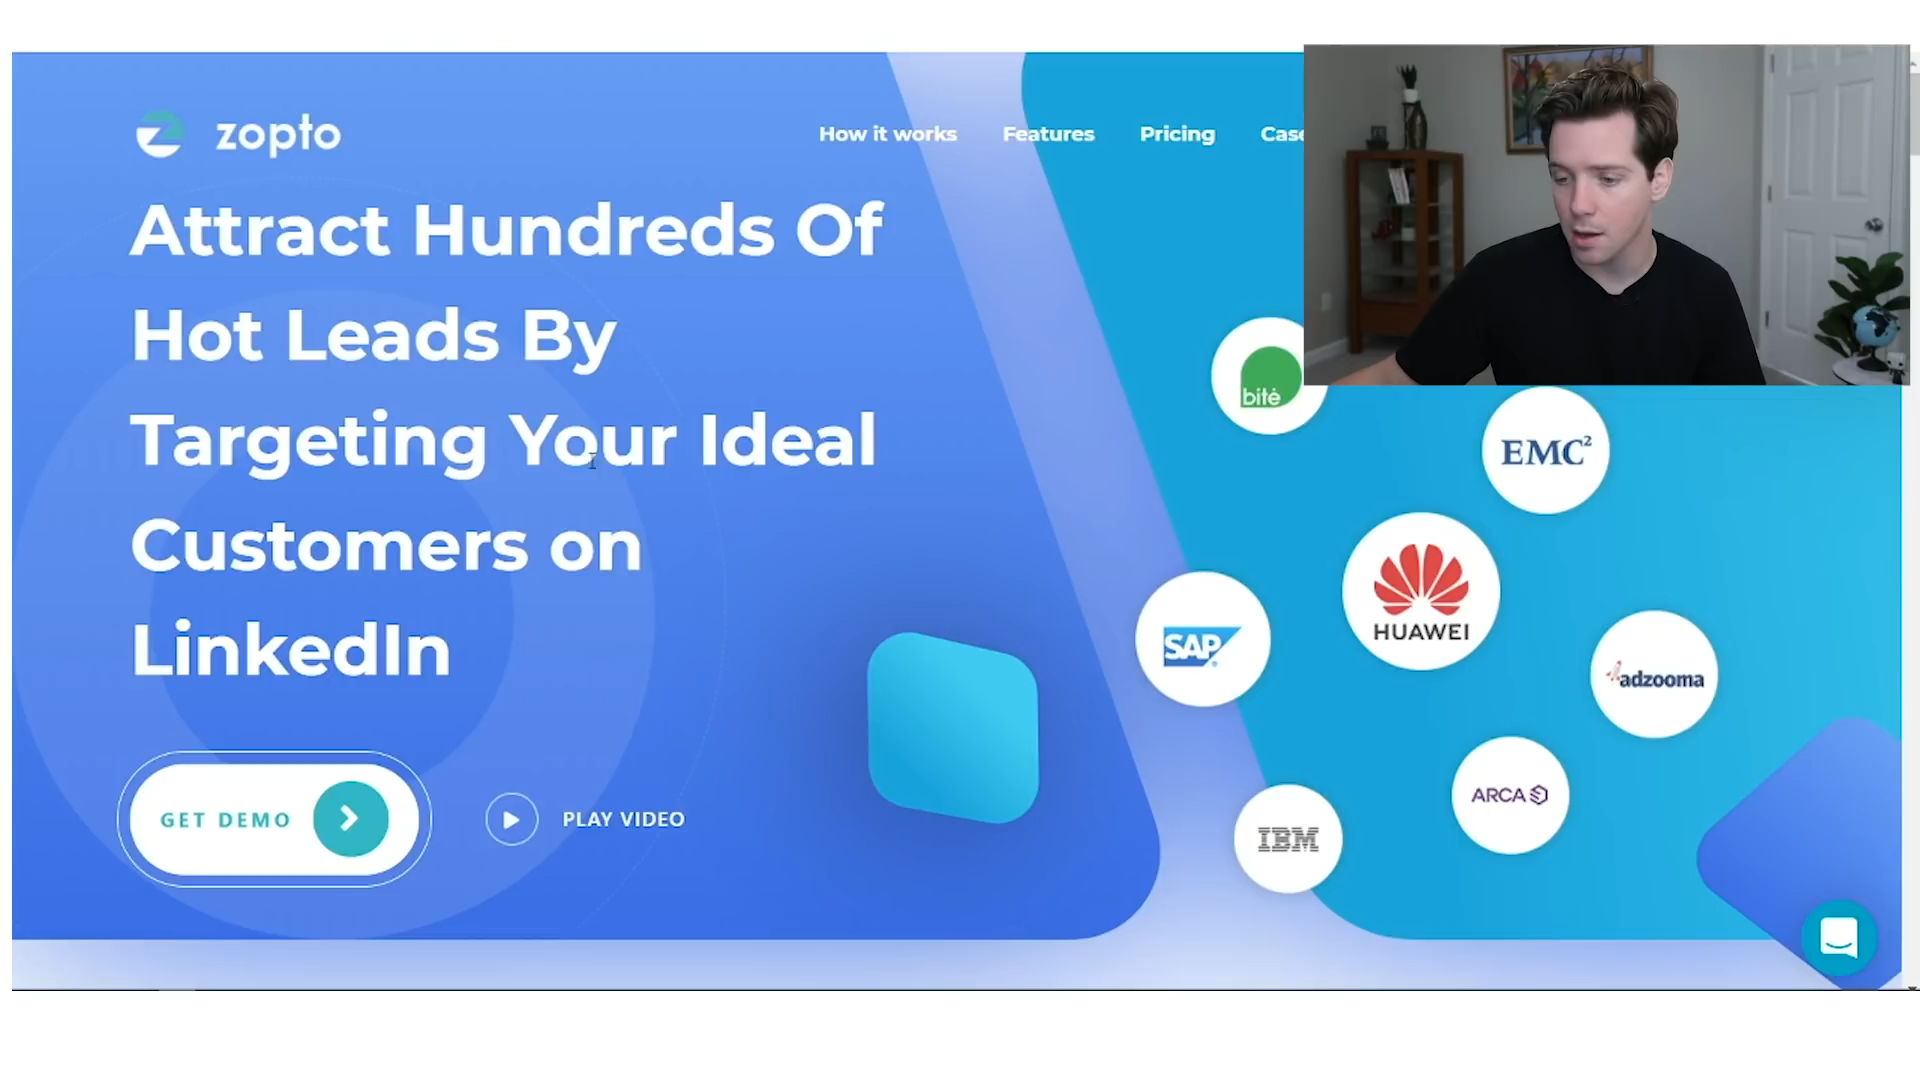 zopto
How it works
Features
Pricing
Case
Attract Hundreds Of
Hot Leads By
Targeting Your Ideal
Customers on
LinkedIn
GET DEMO
PLAY VIDEO
bitė
EMC²
HUAWEI
SAP
adzooma
ARCA
IBM